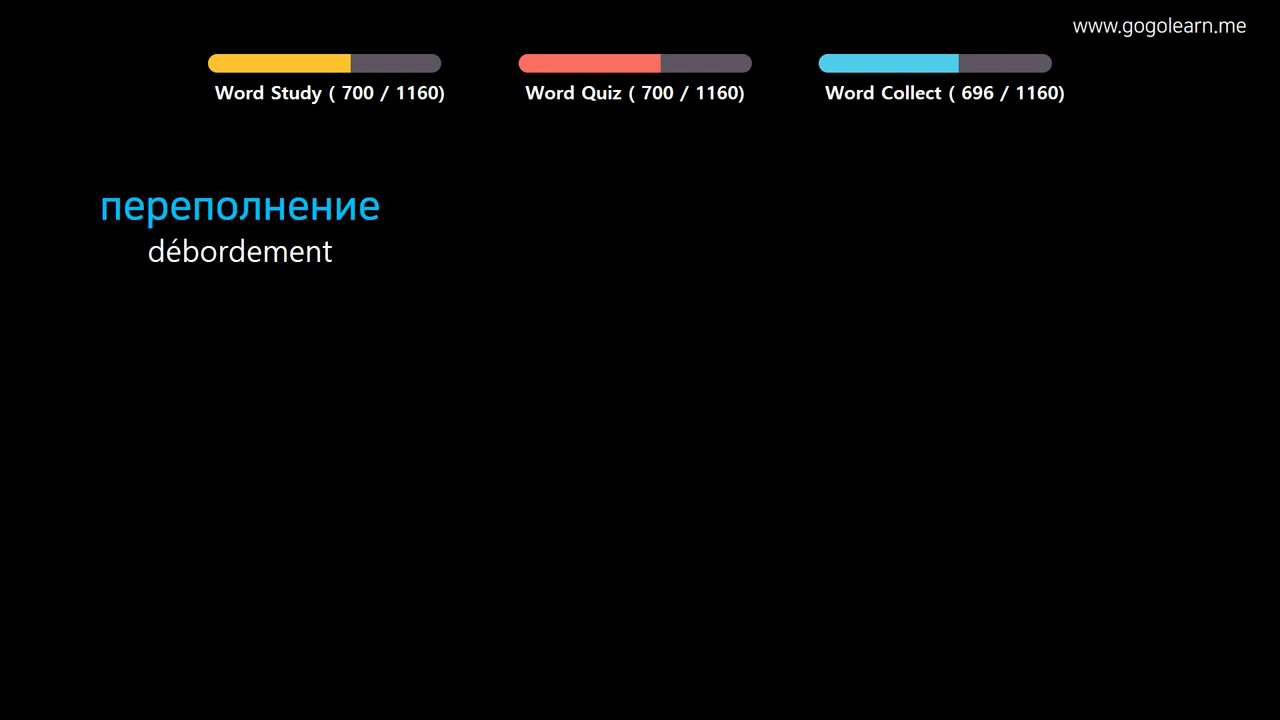 www.gogolearn.me
Word Study ( 700 / 1160)
Word Quiz ( 700 / 1160)
Word Collect ( 696 / 1160)
переполнение
débordement